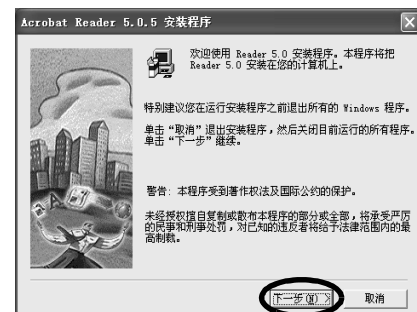 Acrobat Reader 5.0.5 安装程序
欢迎使用 Reader 5.0 安装程序。本程序将把
Reader 5.0 安装在您的计算机上。
特别建议您在运行安装程序之前退出所有的 Windows 程序。
单击“取消”退出安装程序，然后关闭目前运行的所有程序。
单击“下一步”继续。
警告: 本程序受到著作权法及国际公约的保护。
未经授权擅自复制或散布本程序的部分或全部，将承受严厉
的民事和刑事处罚，对已知的违反者将给予法律范围内的最
高制裁。
下一步(N) >
取消